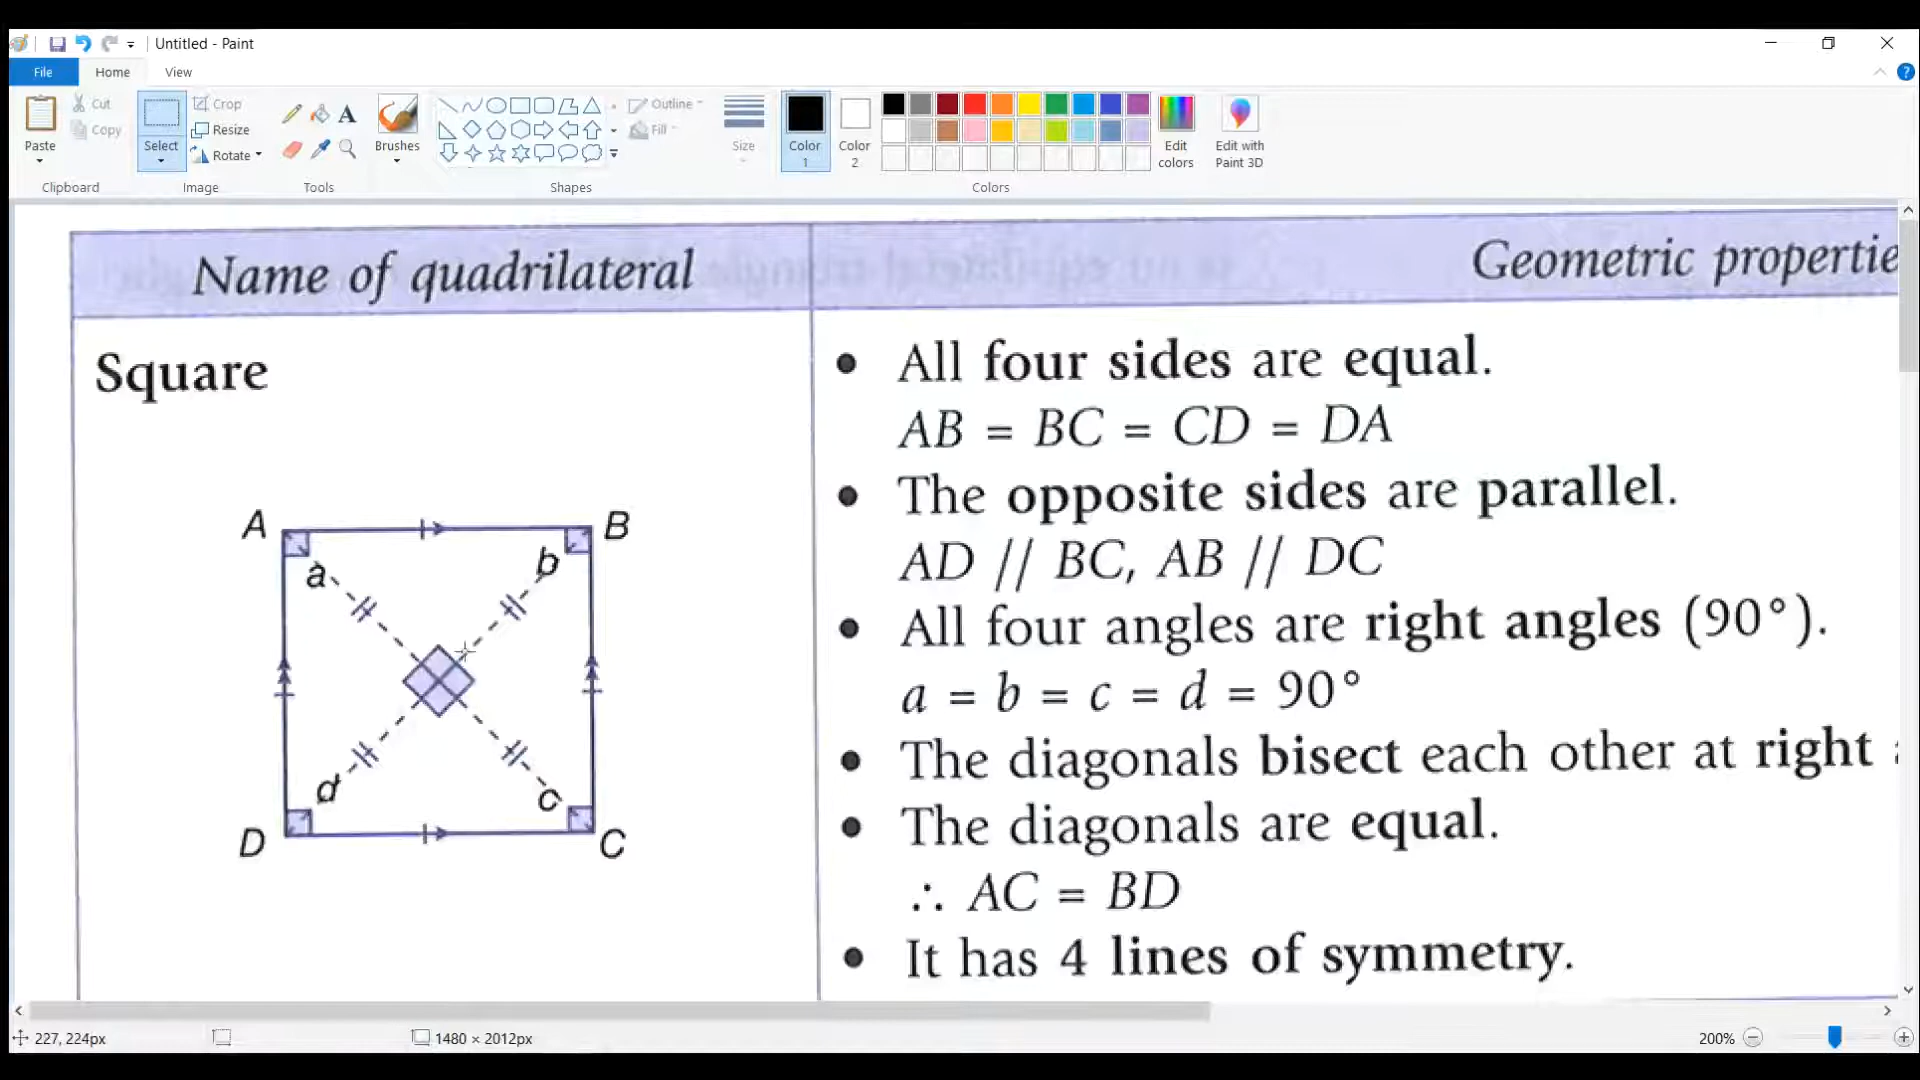 Untitled - Paint
File Home View
Paste
Cut
Copy
Clipboard
Select
Crop
Resize
Rotate
Image
A
Tools
Brushes
Shapes
Outline
Fill
Size
Color 1
Color 2
Colors
Edit colors
Edit with Paint 3D
Name of quadrilateral
Geometric propertie
Square
A B
a b
d c
D C
• All four sides are equal.
AB = BC = CD = DA
• The opposite sides are parallel.
AD // BC, AB // DC
• All four angles are right angles (90°).
a = b = c = d = 90°
• The diagonals bisect each other at right
• The diagonals are equal.
∴ AC = BD
• It has 4 lines of symmetry.
227, 224px
1480 × 2012px
200%